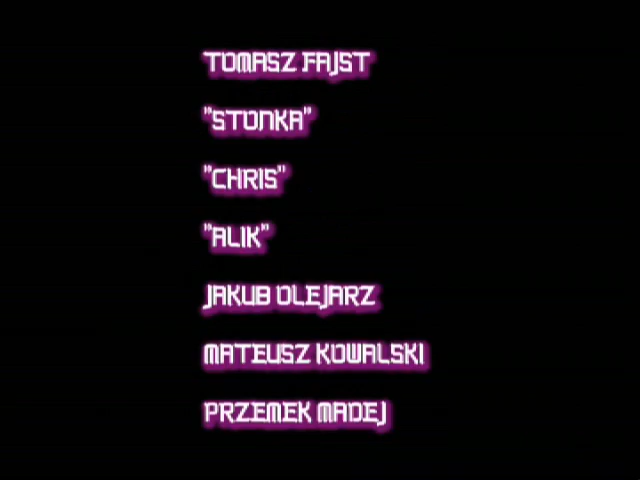 TOMASZ FAJST
"STONKA"
"CHRIS"
"ALIK"
JAKUB OLEJARZ
MATEUSZ KOWALSKI
PRZEMEK MADEJ